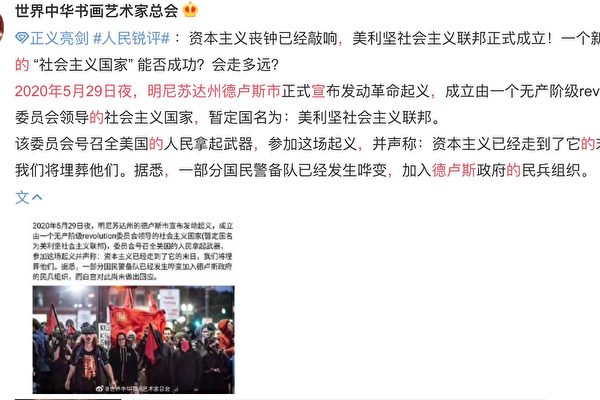 世界中华书画艺术家总会
正义亮剑 #人民锐评# ：资本主义丧钟已经敲响，美利坚社会主义联邦正式成立！一个新
的 “社会主义国家” 能否成功？会走多远？
2020年5月29日夜，明尼苏达州德卢斯市正式宣布发动革命起义，成立由一个无产阶级rev
委员会领导的社会主义国家，暂定国名为：美利坚社会主义联邦。
该委员会号召全美国的人民拿起武器，参加这场起义，并声称：资本主义已经走到了它的末
我们将埋葬他们。据悉，一部分国民警备队已经发生哗变，加入德卢斯政府的民兵组织。
文
2020年5月29日夜，明尼苏达州的德卢斯市宣布发动起义，成立
由一个无产阶级revolution委员会领导的社会主义国家(暂定国名
为美利坚社会主义联邦)，委员会号召全美国的人民拿起武器，
参加这场起义并声称：资本主义已经走到了它的末日，我们将埋
葬他们。据悉，一部分国民警备队已经发生哗变加入德卢斯政府
的民兵组织，而白宫对此尚未做出回应。
@世界中华书画艺术家总会